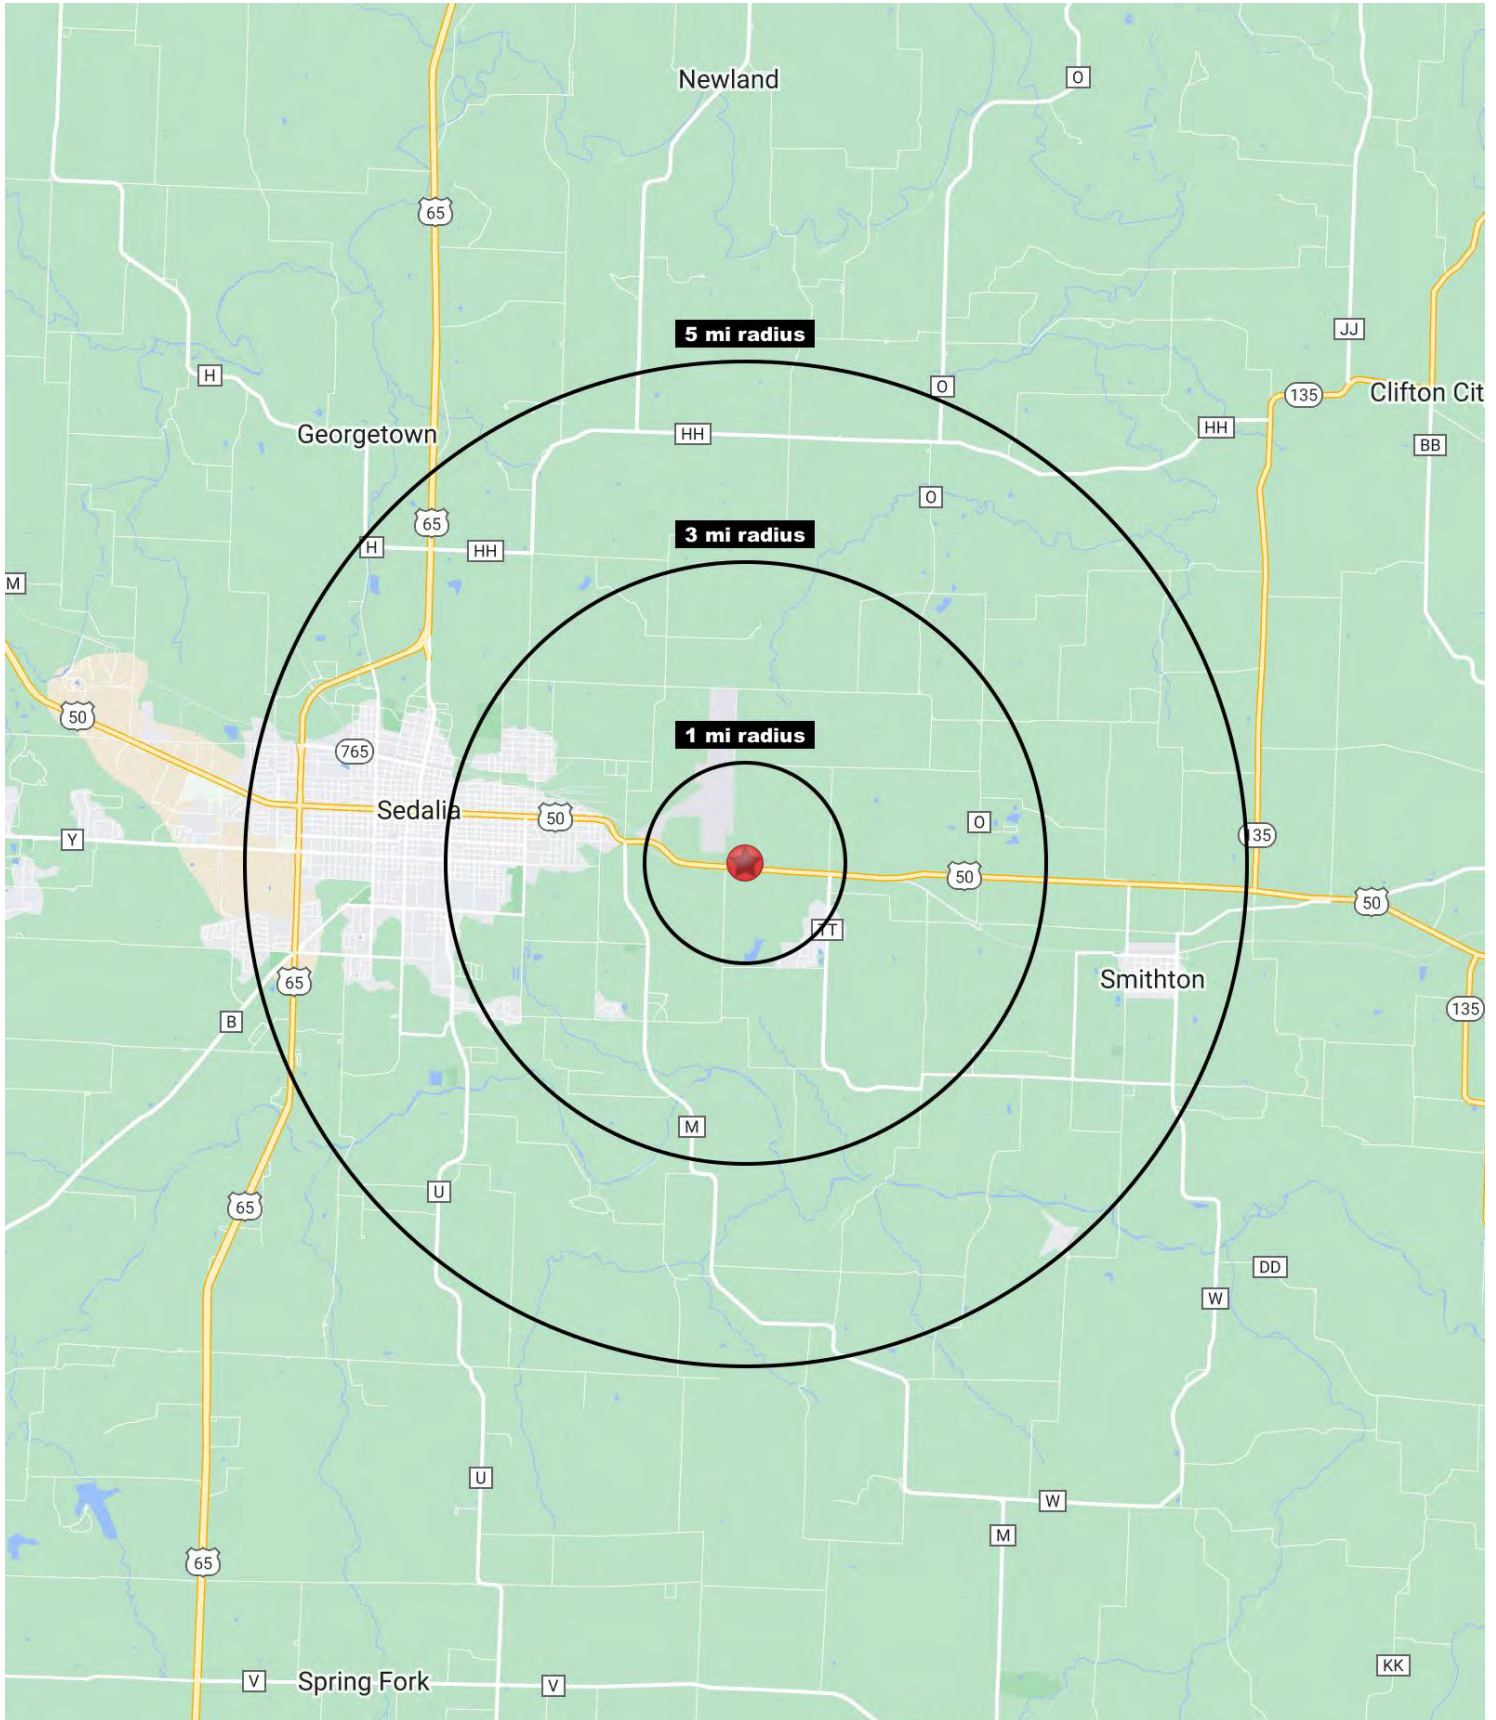 Newland
O
65
5 mi radius
JJ
H
O
135
Clifton Cit
Georgetown
HH
HH
BB
O
65
3 mi radius
H
HH
M
50
1 mi radius
765
Sedalia
50
O
135
Y
50
50
TT
Smithton
65
135
B
M
U
65
DD
W
U
W
M
65
KK
V
Spring Fork
V